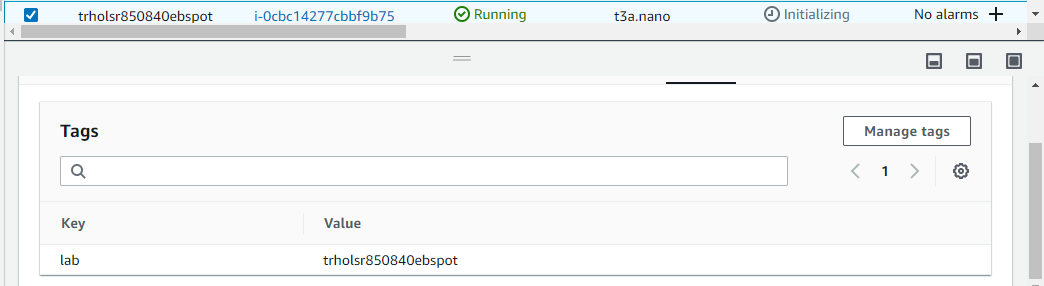 trholsr850840ebspot i-0cbc14277cbbf9b75 Running t3a.nano Initializing No alarms +
Tags
Manage tags
1
Key Value
lab trholsr850840ebspot